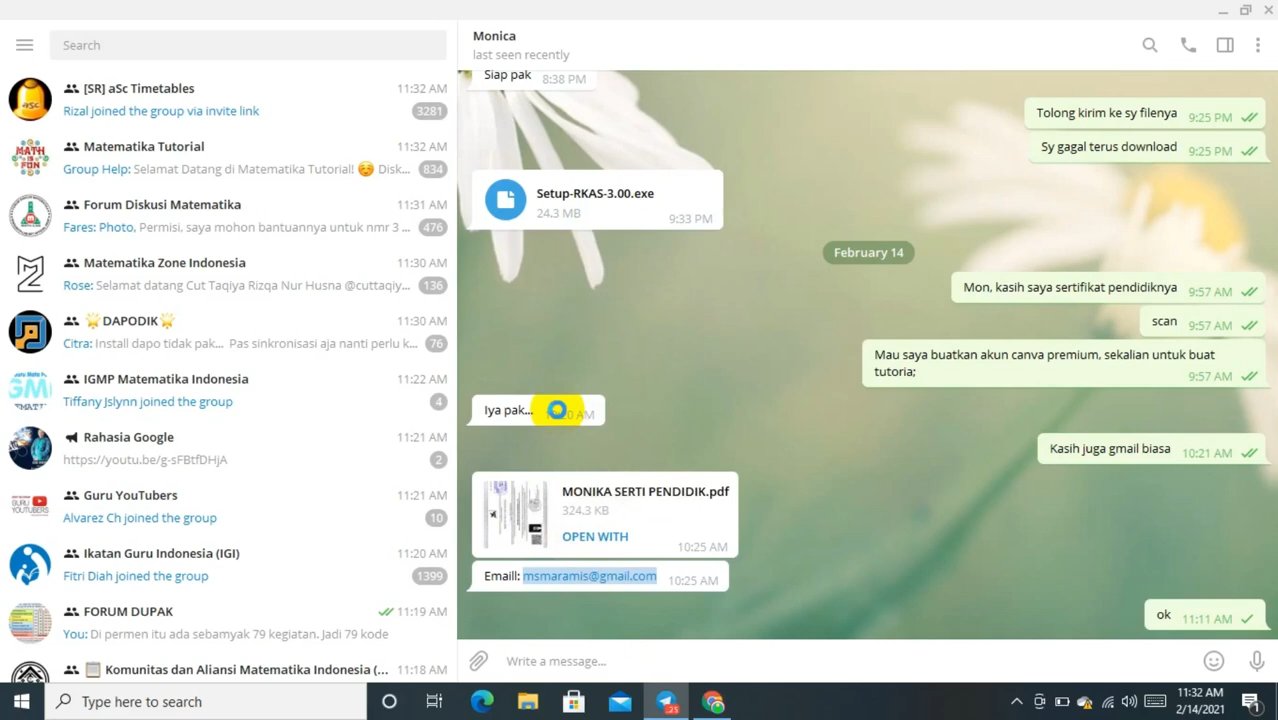 Search
[SR] aSc Timetables 11:32 AM
Rizal joined the group via invite link 3281
Matematika Tutorial 11:32 AM
Group Help: Selamat Datang di Matematika Tutorial! ☺️ Disk... 834
Forum Diskusi Matematika 11:31 AM
Fares: Photo, Permisi, saya mohon bantuannya untuk nmr 3 ... 476
Matematika Zone Indonesia 11:30 AM
Rose: Selamat datang Cut Taqiya Rizqa Nur Husna @cuttaqiy... 136
🌟DAPODIK🌟 11:30 AM
Citra: Install dapo tidak pak... Pas sinkronisasi aja nanti perlu k... 76
IGMP Matematika Indonesia 11:22 AM
Tiffany Jslynn joined the group 4
Rahasia Google 11:21 AM
https://youtu.be/g-sFBtfDHjA 2
Guru YouTubers 11:21 AM
Alvarez Ch joined the group 10
Ikatan Guru Indonesia (IGI) 11:20 AM
Fitri Diah joined the group 1399
FORUM DUPAK 11:19 AM
You: Di permen itu ada sebamyak 79 kegiatan. Jadi 79 kode
📋 Komunitas dan Aliansi Matematika Indonesia (... 11:18 AM
Monica
last seen recently
Siap pak 8:38 PM
Tolong kirim ke sy filenya 9:25 PM
Sy gagal terus download 9:25 PM
Setup-RKAS-3.00.exe
24.3 MB 9:33 PM
February 14
Mon, kasih saya sertifikat pendidiknya 9:57 AM
scan 9:57 AM
Mau saya buatkan akun canva premium, sekalian untuk buat
tutoria; 9:57 AM
Iya pak... AM
Kasih juga gmail biasa 10:21 AM
MONIKA SERTI PENDIDIK.pdf
324.3 KB
OPEN WITH 10:25 AM
Emaill: msmaramis@gmail.com 10:25 AM
ok 11:11 AM
Write a message...
Type here to search
11:32 AM
2/14/2021